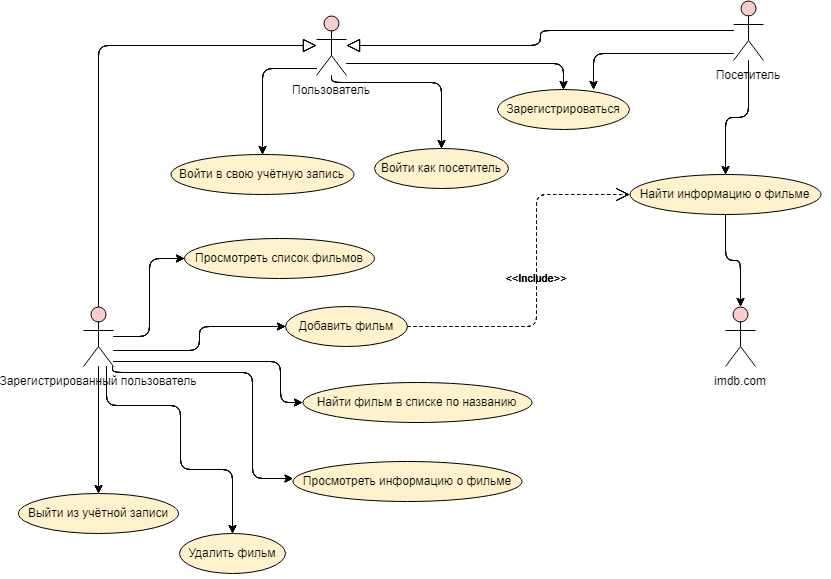 Посетитель
Пользователь
Зарегистрироваться
Войти в свою учётную запись
Войти как посетитель
Найти информацию о фильме
Просмотреть список фильмов
<<Include>>
Добавить фильм
Зарегистрированный пользователь
imdb.com
Найти фильм в списке по названию
Просмотреть информацию о фильме
Выйти из учётной записи
Удалить фильм